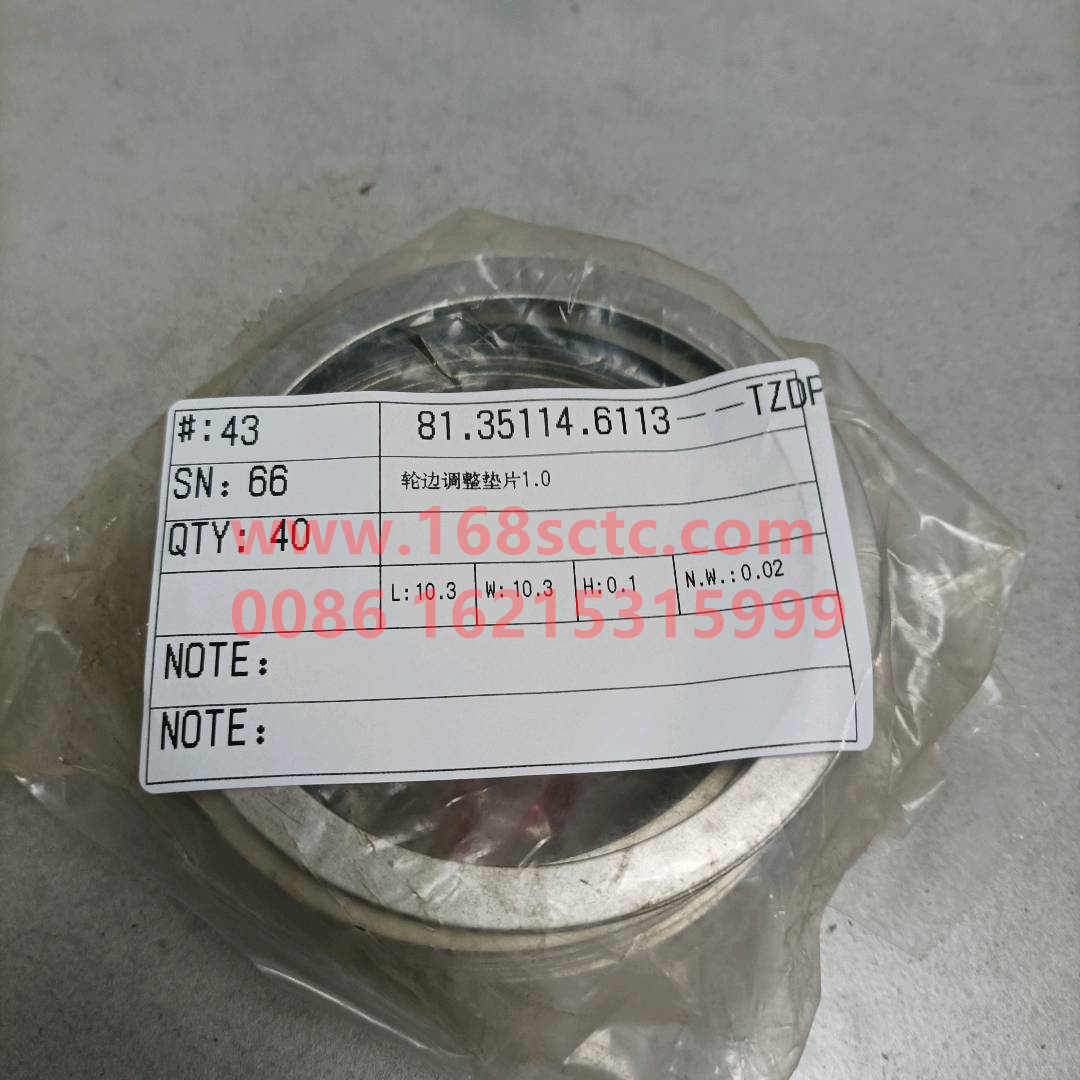 #:43
81.35114.6113---TZDP
SN: 66
轮边调整垫片1.0
QTY: 40
www.168sctc.com
L:10.3
W:10.3
H:0.1
N.W.:0.02
0086 16215315999
NOTE:
NOTE: